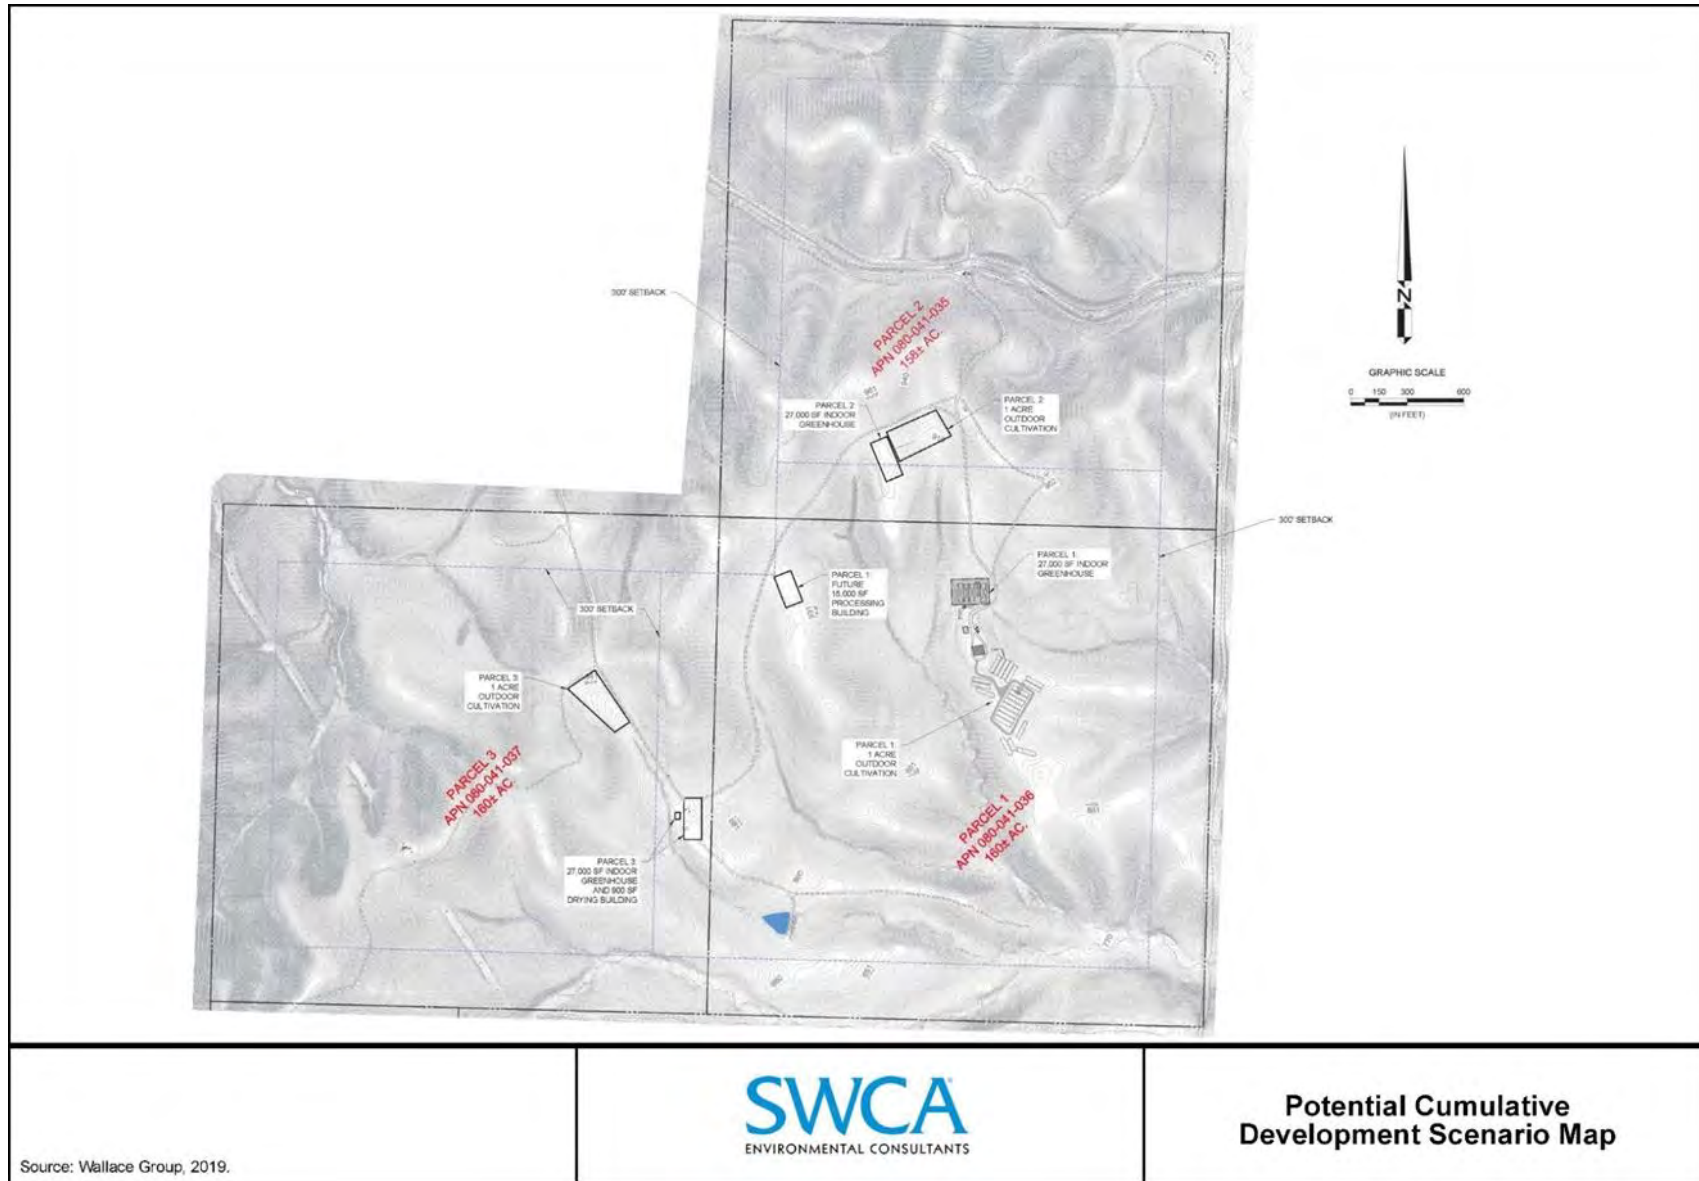 300' SETBACK
PARCEL 2
APN 080-041-035
158± AC.
PARCEL 2
27,000 SF INDOOR
GREENHOUSE
PARCEL 2:
1 ACRE
OUTDOOR
CULTIVATION
N
GRAPHIC SCALE
0 150 300 600
(IN FEET)
300' SETBACK
PARCEL 1:
27,000 SF INDOOR
GREENHOUSE
PARCEL 1:
FUTURE
15,000 SF
PROCESSING
BUILDING
300' SETBACK
PARCEL 3:
1 ACRE
OUTDOOR
CULTIVATION
PARCEL 3
APN 080-041-037
160± AC.
PARCEL 1:
1 ACRE
OUTDOOR
CULTIVATION
PARCEL 1
APN 080-041-036
160± AC.
PARCEL 3:
27,000 SF INDOOR
GREENHOUSE
AND 900 SF
DRYING BUILDING
Source: Wallace Group, 2019.
SWCA
ENVIRONMENTAL CONSULTANTS
Potential Cumulative
Development Scenario Map